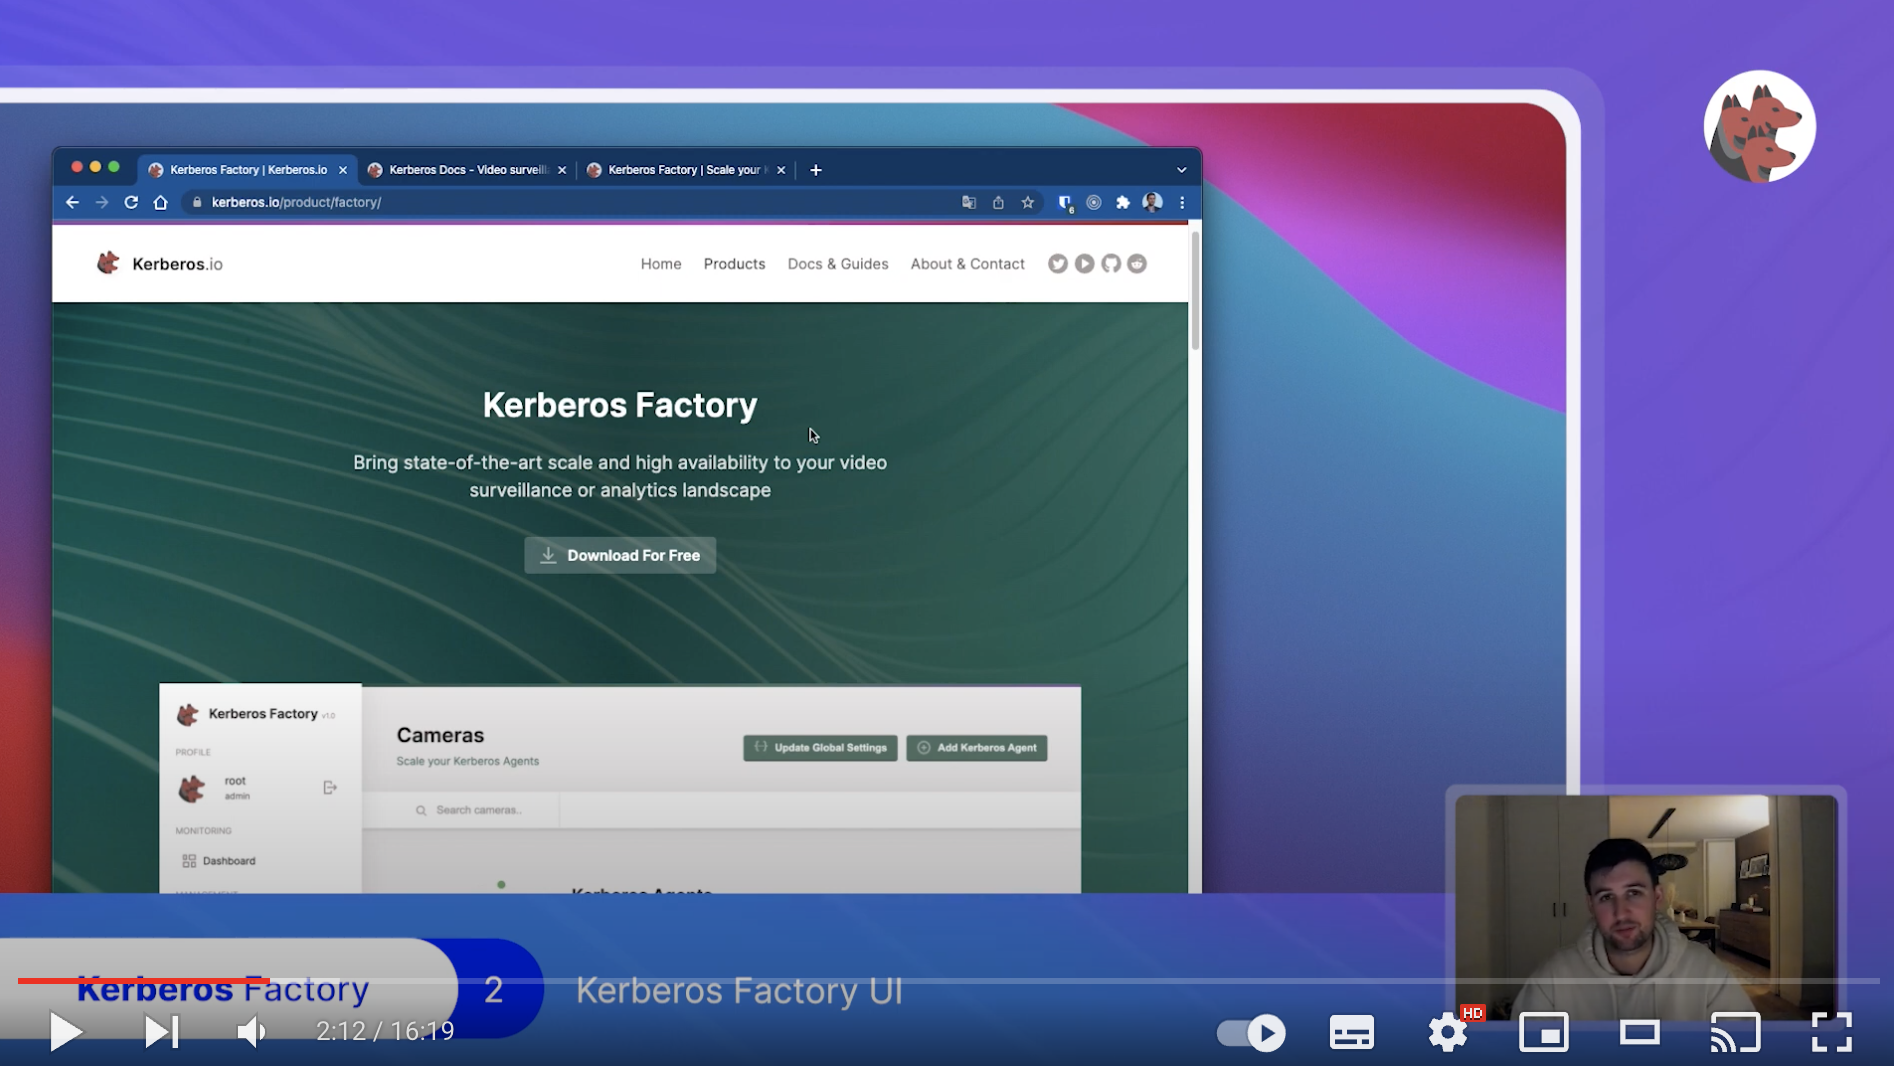 Kerberos Factory | Kerberos.io
Kerberos Docs - Video surveill
Kerberos Factory | Scale your
kerberos.io/product/factory/
6
Kerberos.io
Home
Products
Docs & Guides
About & Contact
Kerberos Factory
Bring state-of-the-art scale and high availability to your video
surveillance or analytics landscape
Download For Free
Kerberos Factory v1.0
PROFILE
root
admin
MONITORING
Dashboard
MANAGEMENT
Cameras
Scale your Kerberos Agents
Update Global Settings
Add Kerberos Agent
Search cameras..
Kerberos Agents
Kerberos Factory
2
Kerberos Factory UI
2:12 / 16:19
HD